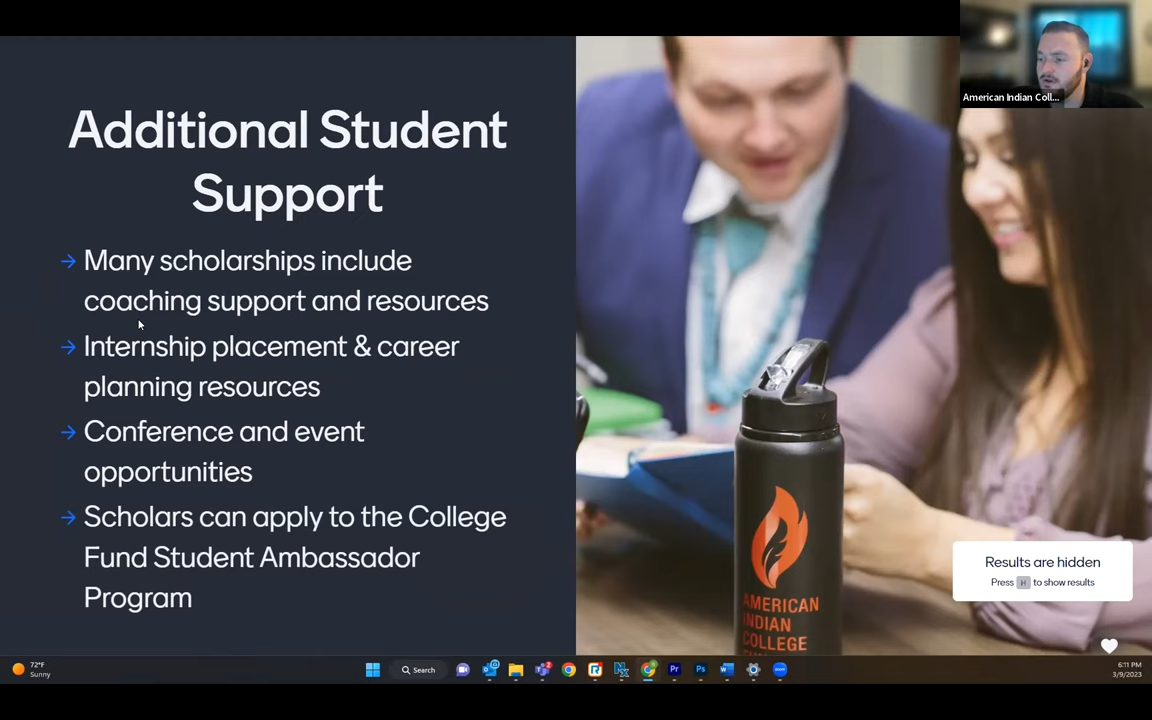 American Indian Coll...
Additional Student
Support
→ Many scholarships include
coaching support and resources
→ Internship placement & career
planning resources
→ Conference and event
opportunities
→ Scholars can apply to the College
Fund Student Ambassador
Program
AMERICAN
INDIAN
COLLEGE
Results are hidden
Press H to show results
72°F
Sunny
Search
6:11 PM
3/9/2023